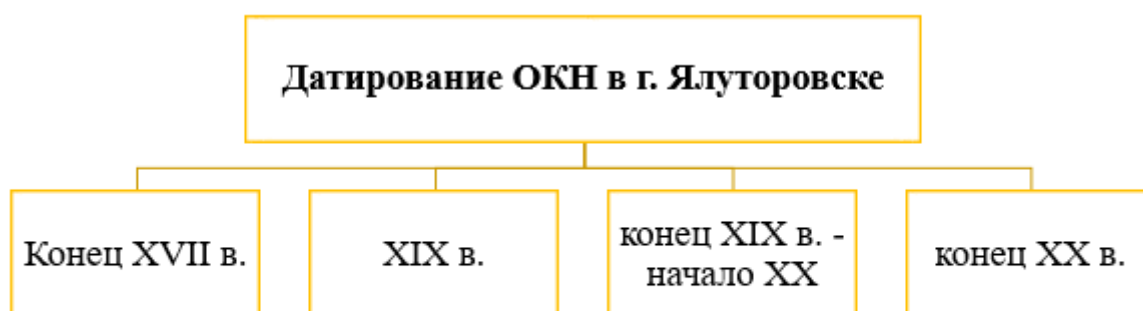 Датирование ОКН в г. Ялуторовске
Конец XVII в.
XIX в.
конец XIX в. -
начало XX
конец XX в.